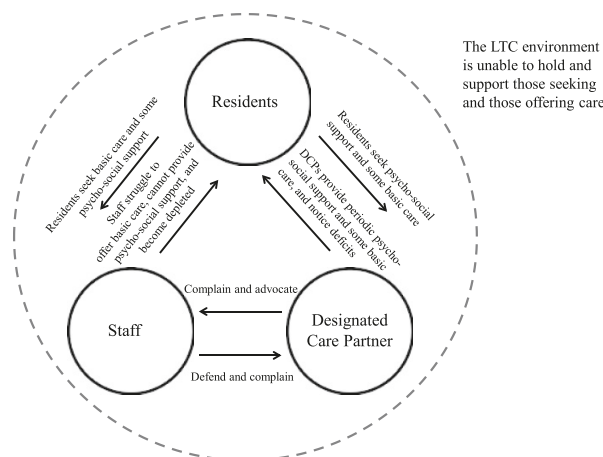 The LTC environment
is unable to hold and
support those seeking
and those offering care
Residents
Residents seek basic care and some
psycho-social support
Staff struggle to
offer basic care, cannot provide
psycho-social support, and
become depleted
Residents seek psycho-social
support and some basic care
DCPs provide periodic psycho-
social support and some basic
care, and notice deficits
Complain and advocate
Staff
Designated
Care Partner
Defend and complain